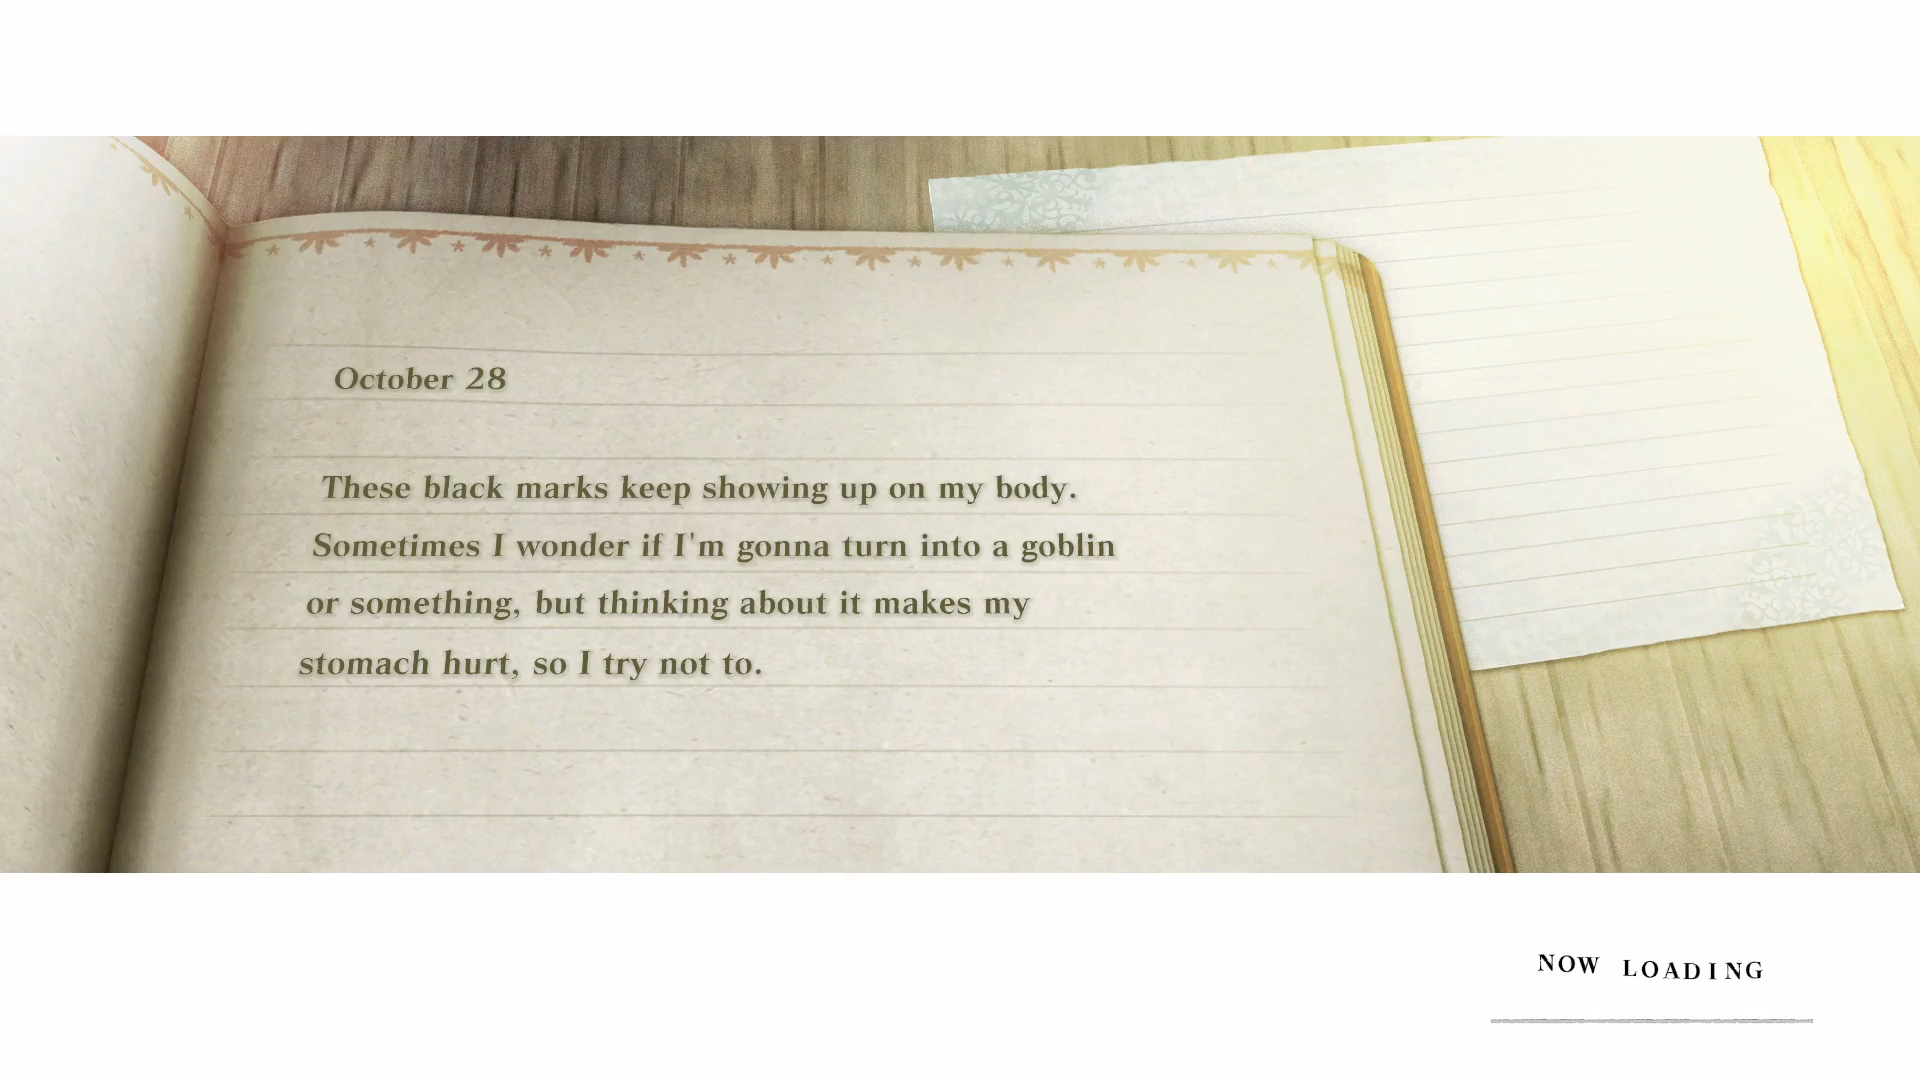 October 28
These black marks keep showing up on my body.
Sometimes I wonder if I'm gonna turn into a goblin
or something, but thinking about it makes my
stomach hurt, so I try not to.
NOW LOADING